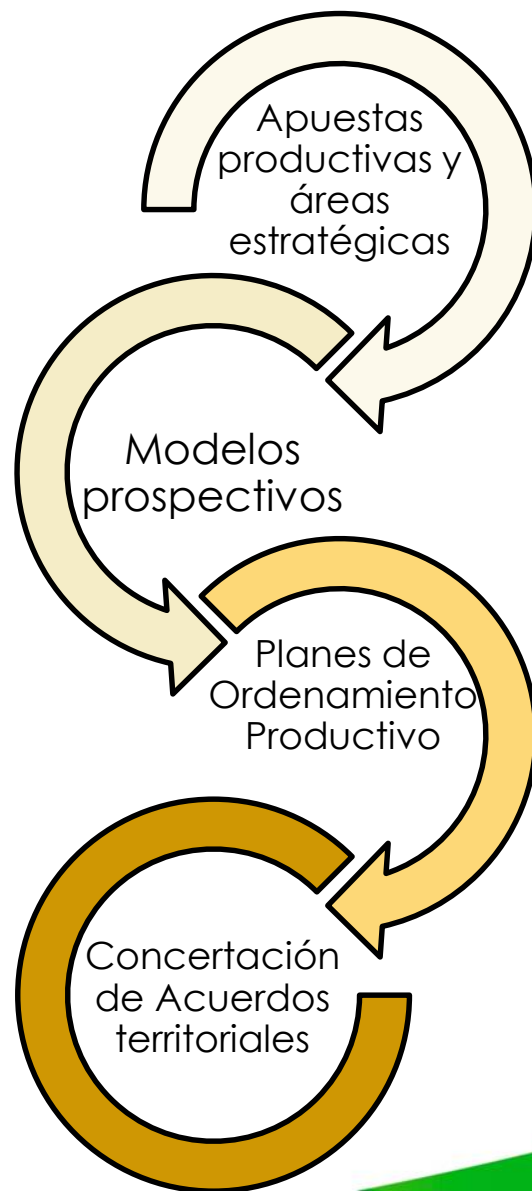 Apuestas
productivas y
áreas
estratégicas
Modelos
prospectivos
Planes de
Ordenamiento
Productivo
Concertación
de Acuerdos
territoriales